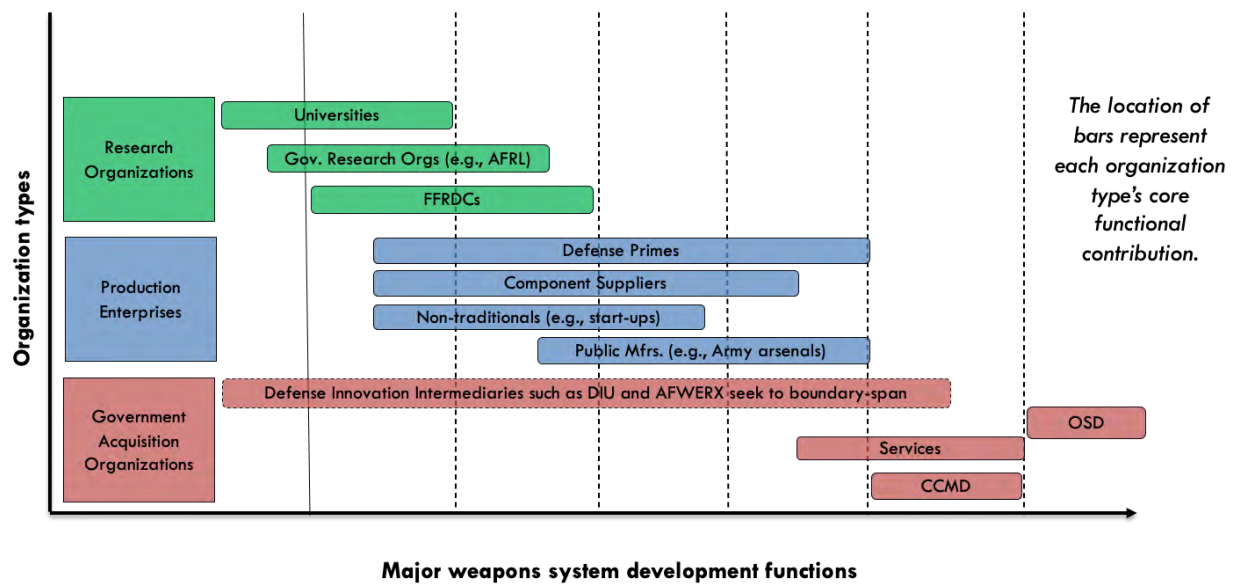 Organization types
Research
Organizations
Universities
Gov. Research Orgs (e.g., AFRL)
FFRDCs
Production
Enterprises
Defense Primes
Component Suppliers
Non-traditionals (e.g., start-ups)
Public Mfrs. (e.g., Army arsenals)
Government
Acquisition
Organizations
Defense Innovation Intermediaries such as DIU and AFWERX seek to boundary-span
OSD
Services
CCMD
The location of
bars represent
each organization
type's core
functional
contribution.
Major weapons system development functions